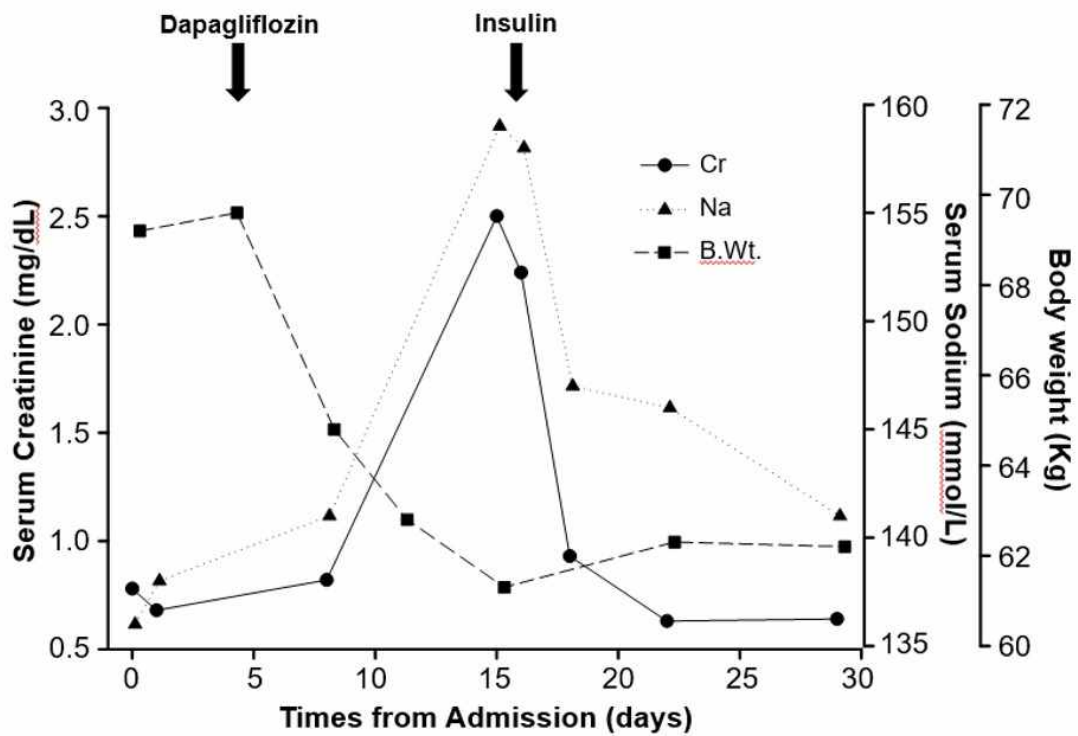 Dapagliflozin
Insulin
3.0
2.5
2.0
1.5
1.0
0.5
Serum Creatinine (mg/dL)
Cr
Na
B.Wt.
160
155
150
145
140
135
Serum Sodium (mmol/L)
72
70
68
66
64
62
60
Body weight (Kg)
0 5 10 15 20 25 30
Times from Admission (days)